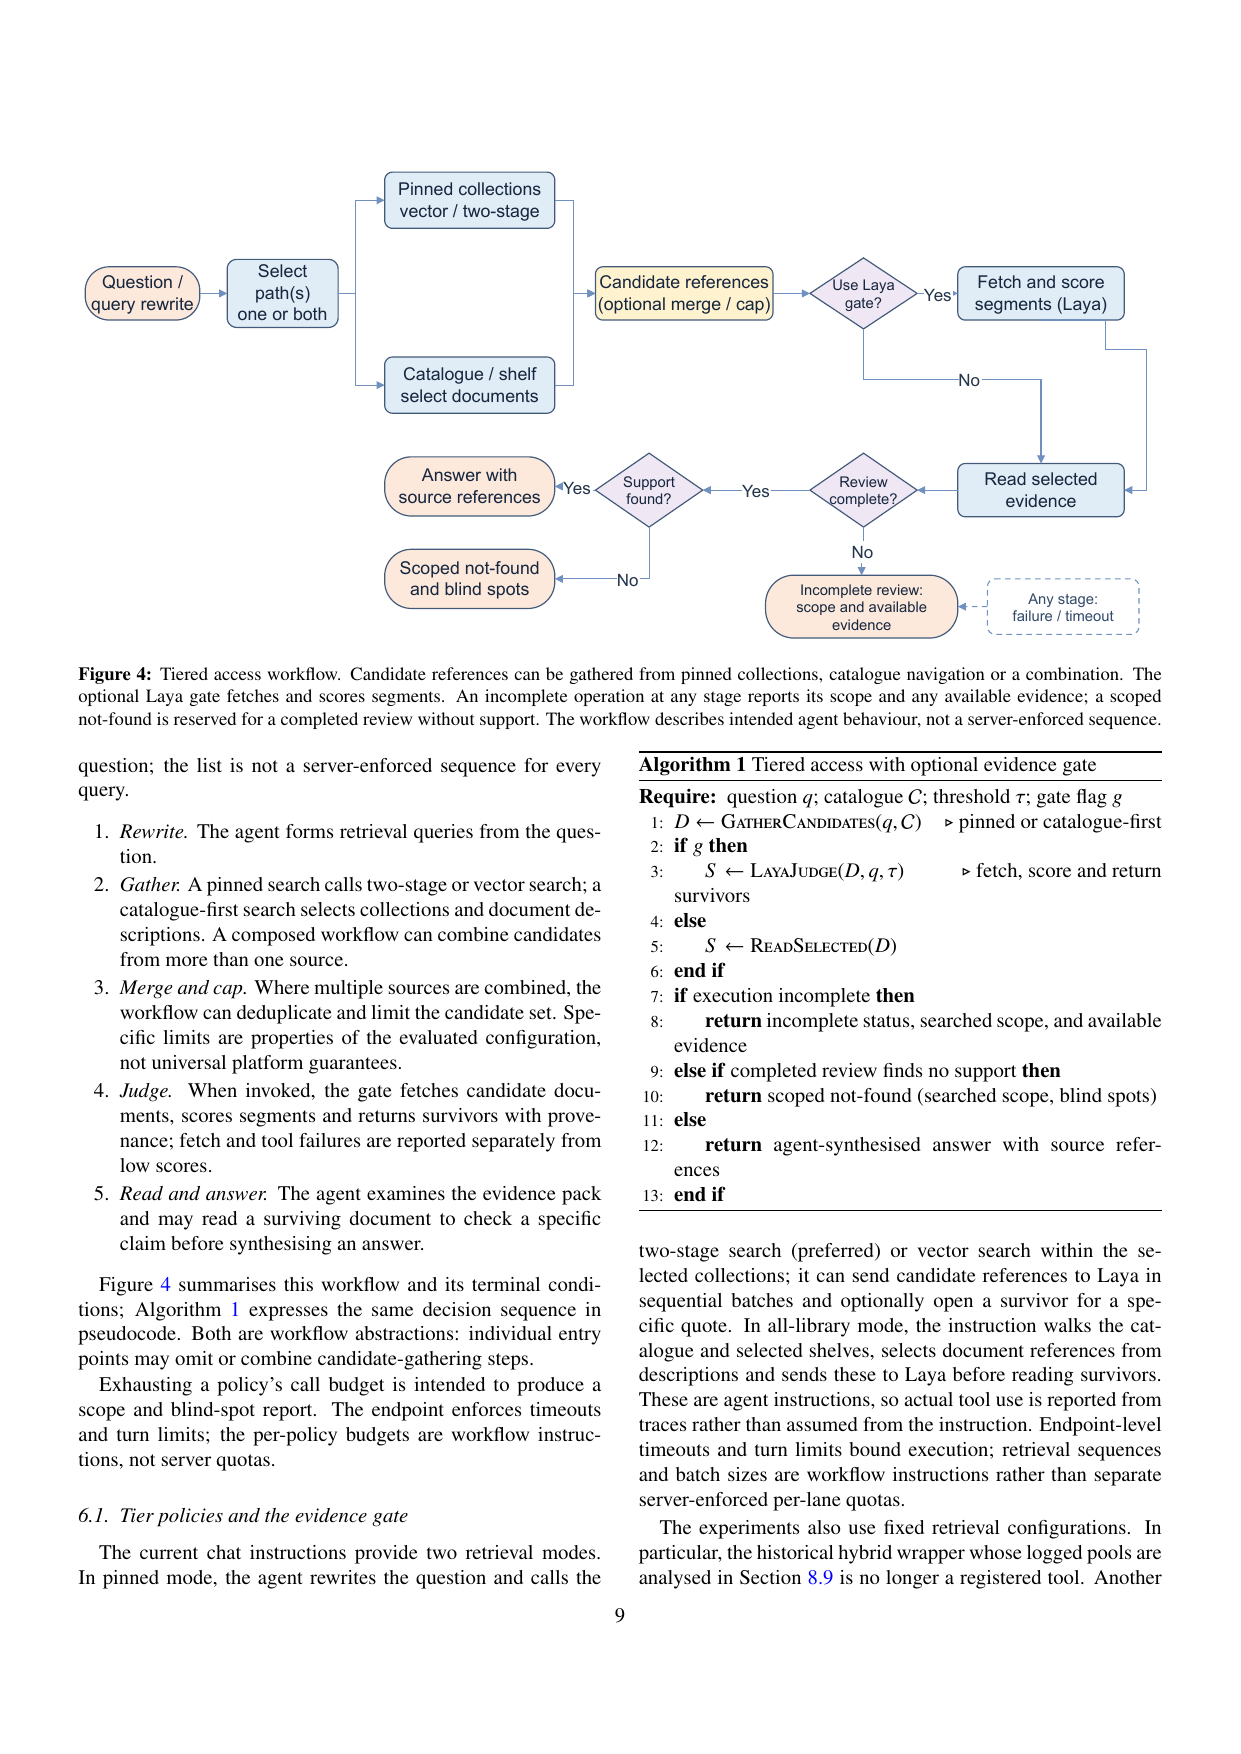 Pinned collections
vector / two-stage
Question /
query rewrite
Select
path(s)
one or both
Candidate references
(optional merge / cap)
Use Laya
gate?
Yes
Fetch and score
segments (Laya)
Catalogue / shelf
select documents
No
Answer with
source references
Yes
Support
found?
Yes
Review
complete?
Read selected
evidence
Scoped not-found
and blind spots
No
No
Incomplete review:
scope and available
evidence
Any stage:
failure / timeout
Figure 4: Tiered access workflow. Candidate references can be gathered from pinned collections, catalogue navigation or a combination. The
optional Laya gate fetches and scores segments. An incomplete operation at any stage reports its scope and any available evidence; a scoped
not-found is reserved for a completed review without support. The workflow describes intended agent behaviour, not a server-enforced sequence.
question; the list is not a server-enforced sequence for every
query.
1. Rewrite. The agent forms retrieval queries from the ques-
tion.
2. Gather. A pinned search calls two-stage or vector search; a
catalogue-first search selects collections and document de-
scriptions. A composed workflow can combine candidates
from more than one source.
3. Merge and cap. Where multiple sources are combined, the
workflow can deduplicate and limit the candidate set. Spe-
cific limits are properties of the evaluated configuration,
not universal platform guarantees.
4. Judge. When invoked, the gate fetches candidate docu-
ments, scores segments and returns survivors with prove-
nance; fetch and tool failures are reported separately from
low scores.
5. Read and answer. The agent examines the evidence pack
and may read a surviving document to check a specific
claim before synthesising an answer.
Figure 4 summarises this workflow and its terminal condi-
tions; Algorithm 1 expresses the same decision sequence in
pseudocode. Both are workflow abstractions: individual entry
points may omit or combine candidate-gathering steps.
Exhausting a policy's call budget is intended to produce a
scope and blind-spot report. The endpoint enforces timeouts
and turn limits; the per-policy budgets are workflow instruc-
tions, not server quotas.
6.1. Tier policies and the evidence gate
The current chat instructions provide two retrieval modes.
In pinned mode, the agent rewrites the question and calls the
Algorithm 1 Tiered access with optional evidence gate
Require: question q; catalogue C; threshold τ; gate flag g
1: D ← GatherCandidates(q, C) ▹ pinned or catalogue-first
2: if g then
3: S ← LayaJudge(D, q, τ) ▹ fetch, score and return
survivors
4: else
5: S ← ReadSelected(D)
6: end if
7: if execution incomplete then
8: return incomplete status, searched scope, and available
evidence
9: else if completed review finds no support then
10: return scoped not-found (searched scope, blind spots)
11: else
12: return agent-synthesised answer with source refer-
ences
13: end if
two-stage search (preferred) or vector search within the se-
lected collections; it can send candidate references to Laya in
sequential batches and optionally open a survivor for a spe-
cific quote. In all-library mode, the instruction walks the cat-
alogue and selected shelves, selects document references from
descriptions and sends these to Laya before reading survivors.
These are agent instructions, so actual tool use is reported from
traces rather than assumed from the instruction. Endpoint-level
timeouts and turn limits bound execution; retrieval sequences
and batch sizes are workflow instructions rather than separate
server-enforced per-lane quotas.
The experiments also use fixed retrieval configurations. In
particular, the historical hybrid wrapper whose logged pools are
analysed in Section 8.9 is no longer a registered tool. Another
9